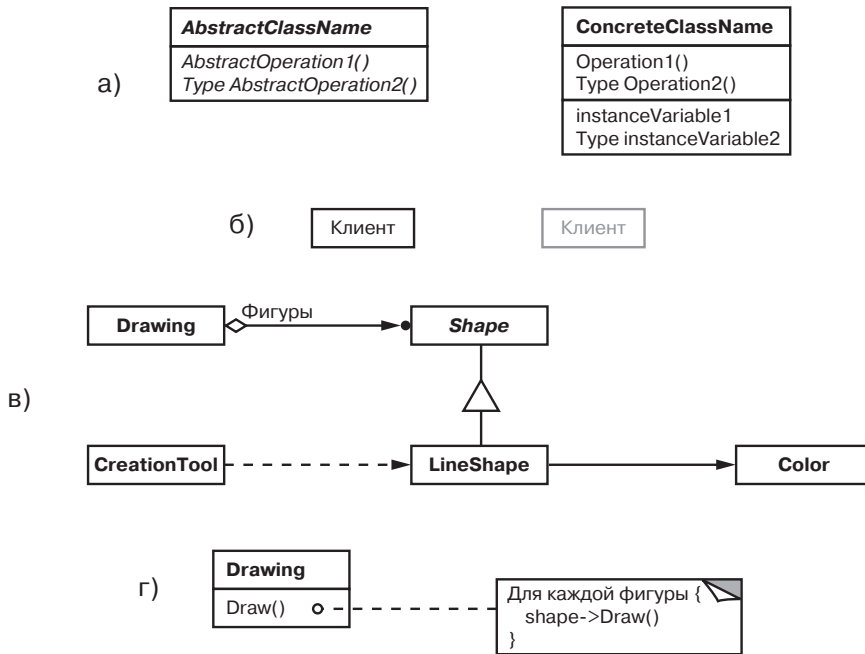 а)
AbstractClassName
AbstractOperation1()
Type AbstractOperation2()
ConcreteClassName
Operation1()
Type Operation2()
instanceVariable1
Type instanceVariable2
б)
Клиент
Клиент
в)
Drawing
Фигуры
Shape
CreationTool
LineShape
Color
г)
Drawing
Draw()
Для каждой фигуры {
shape->Draw()
}